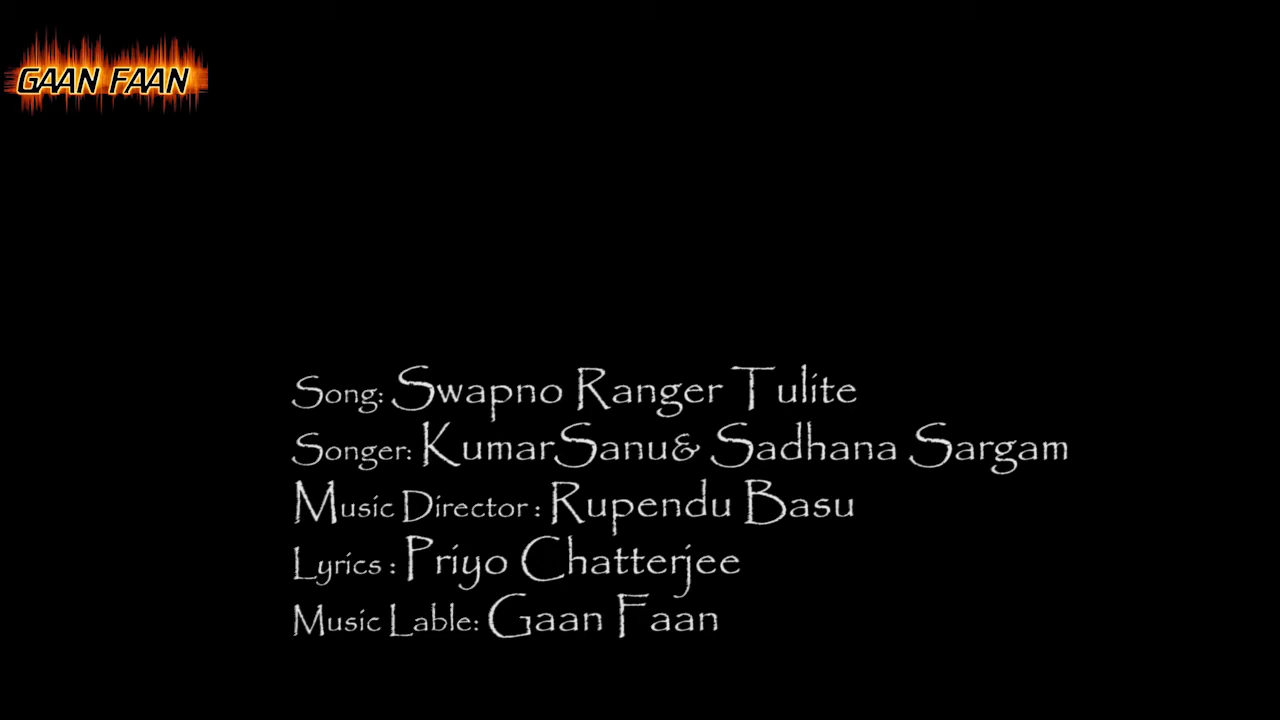 GAAN FAAN
Song: Swapno Ranger Tulite
Songer: KumarSanu& Sadhana Sargam
Music Director : Rupendu Basu
Lyrics : Priyo Chatterjee
Music Lable: Gaan Faan